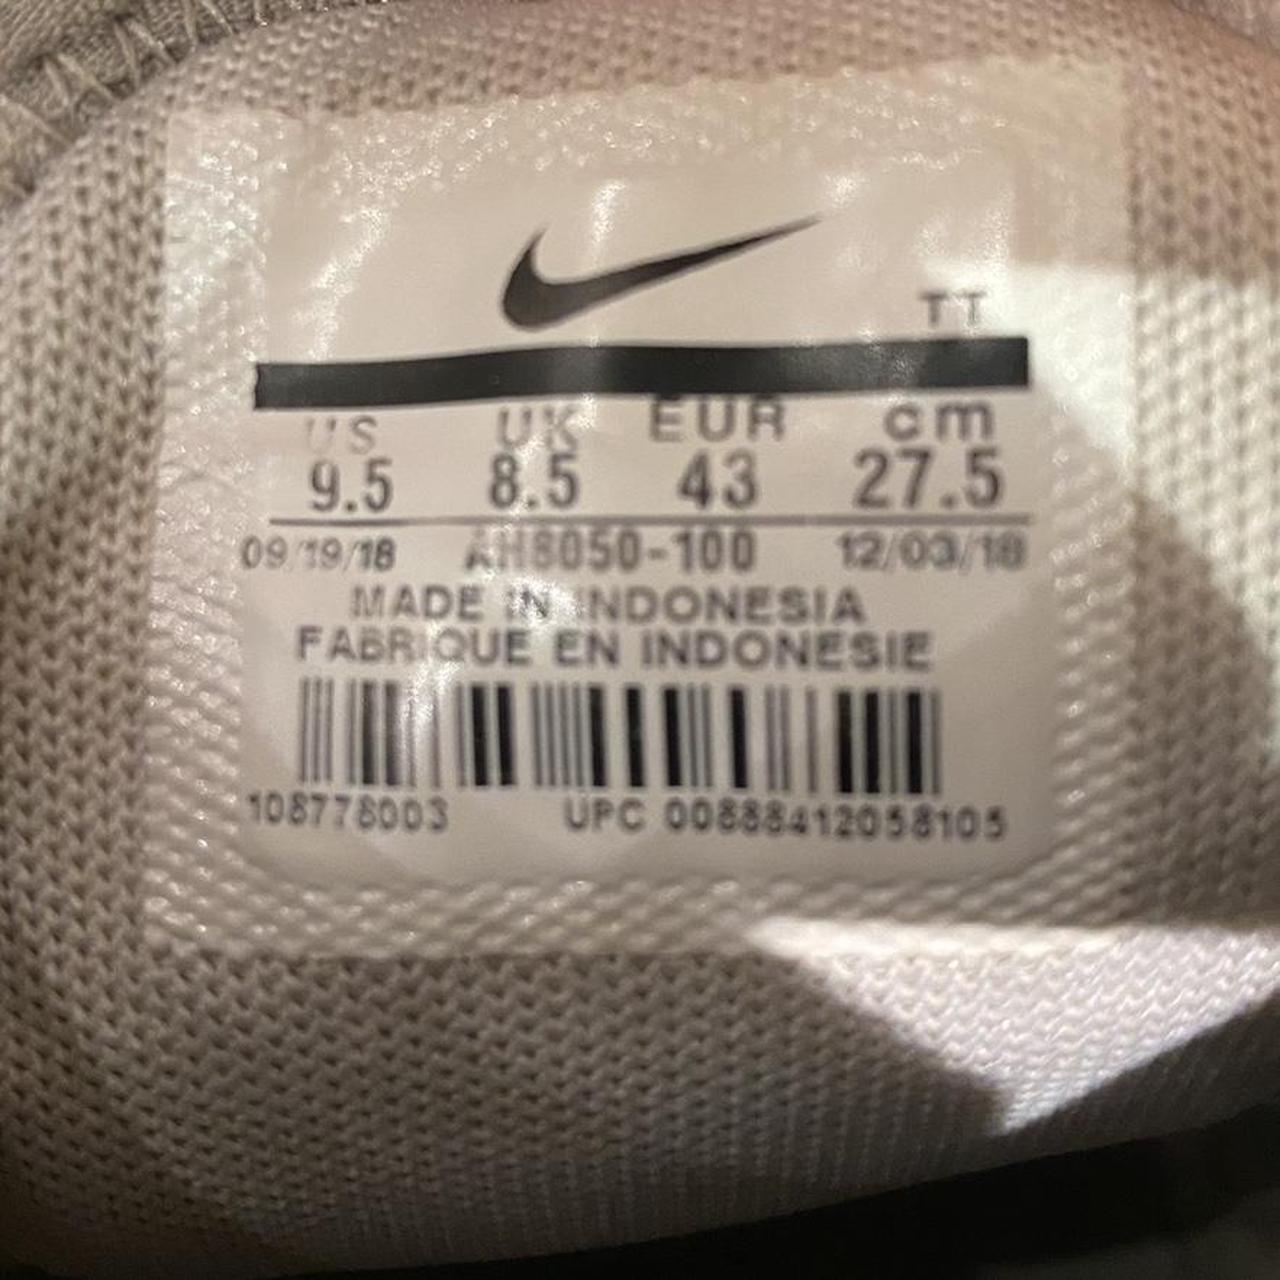 TT
US UK EUR cm
9.5 8.5 43 27.5
09/19/18 AH8050-100 12/03/18
MADE IN INDONESIA
FABRIQUE EN INDONESIE
108778003 UPC 00888412058105